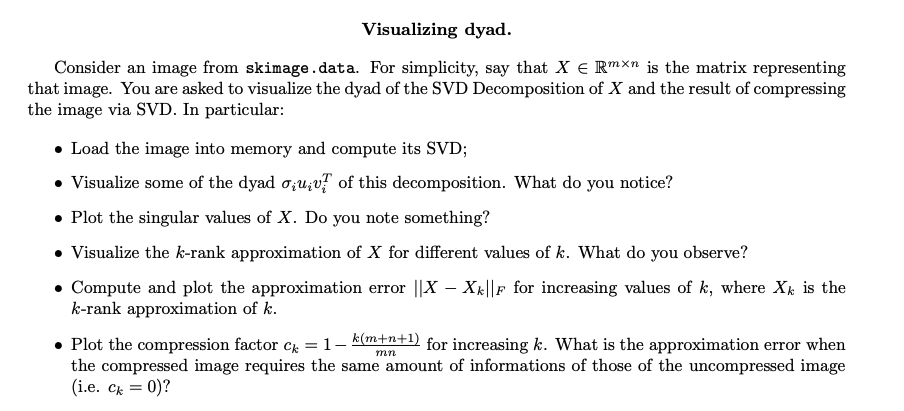 Visualizing dyad.
Consider an image from skimage.data. For simplicity, say that X ∈ ℝ^{m×n} is the matrix representing
that image. You are asked to visualize the dyad of the SVD Decomposition of X and the result of compressing
the image via SVD. In particular:
• Load the image into memory and compute its SVD;
• Visualize some of the dyad σ_i u_i v_i^T of this decomposition. What do you notice?
• Plot the singular values of X. Do you note something?
• Visualize the k-rank approximation of X for different values of k. What do you observe?
• Compute and plot the approximation error ||X − X_k||_F for increasing values of k, where X_k is the
k-rank approximation of k.
• Plot the compression factor c_k = 1 − k(m+n+1)/mn for increasing k. What is the approximation error when
the compressed image requires the same amount of informations of those of the uncompressed image
(i.e. c_k = 0)?